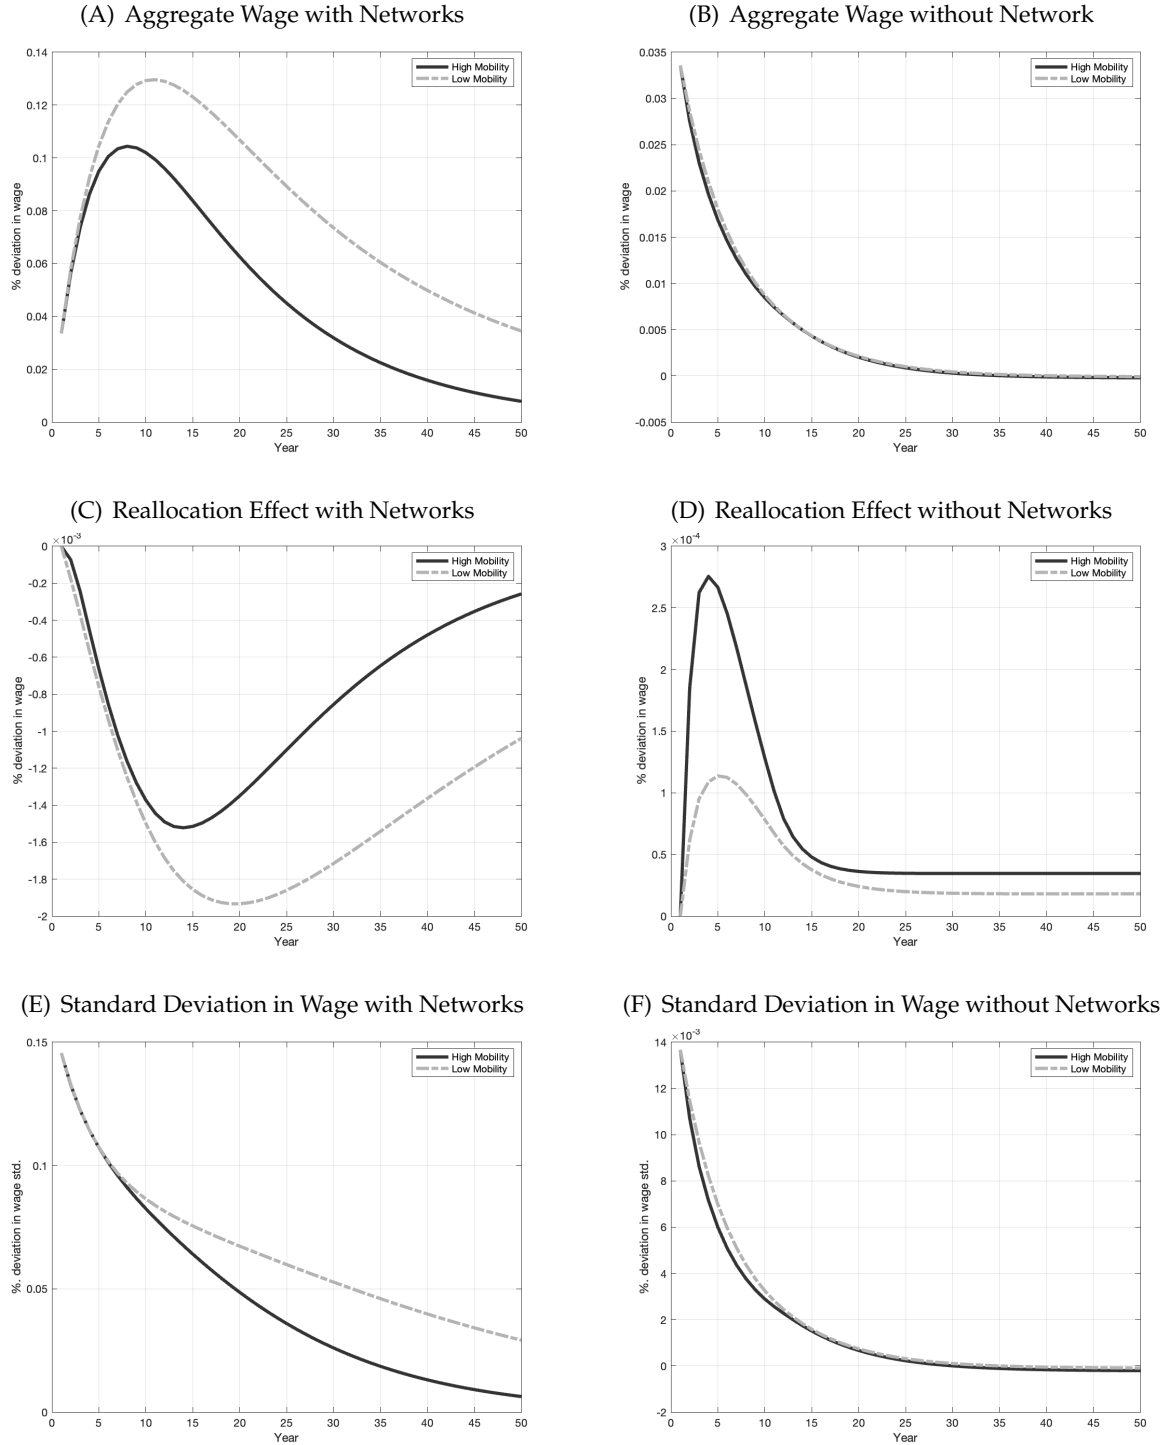 (A) Aggregate Wage with Networks
0.14
0.12
0.1
0.08
0.06
0.04
0.02
0
% deviation in wage
High Mobility
Low Mobility
0 5 10 15 20 25 30 35 40 45 50
Year
(B) Aggregate Wage without Network
0.035
0.03
0.025
0.02
0.015
0.01
0.005
0
-0.005
% deviation in wage
High Mobility
Low Mobility
0 5 10 15 20 25 30 35 40 45 50
Year
(C) Reallocation Effect with Networks
×10⁻³
0
-0.2
-0.4
-0.6
-0.8
-1
-1.2
-1.4
-1.6
-1.8
-2
% deviation in wage
High Mobility
Low Mobility
0 5 10 15 20 25 30 35 40 45 50
Year
(D) Reallocation Effect without Networks
×10⁻⁴
3
2.5
2
1.5
1
0.5
0
% deviation in wage
High Mobility
Low Mobility
0 5 10 15 20 25 30 35 40 45 50
Year
(E) Standard Deviation in Wage with Networks
0.15
0.1
0.05
0
%. deviation in wage std.
High Mobility
Low Mobility
0 5 10 15 20 25 30 35 40 45 50
Year
(F) Standard Deviation in Wage without Networks
×10⁻³
14
12
10
8
6
4
2
0
-2
%. deviation in wage std.
High Mobility
Low Mobility
0 5 10 15 20 25 30 35 40 45 50
Year